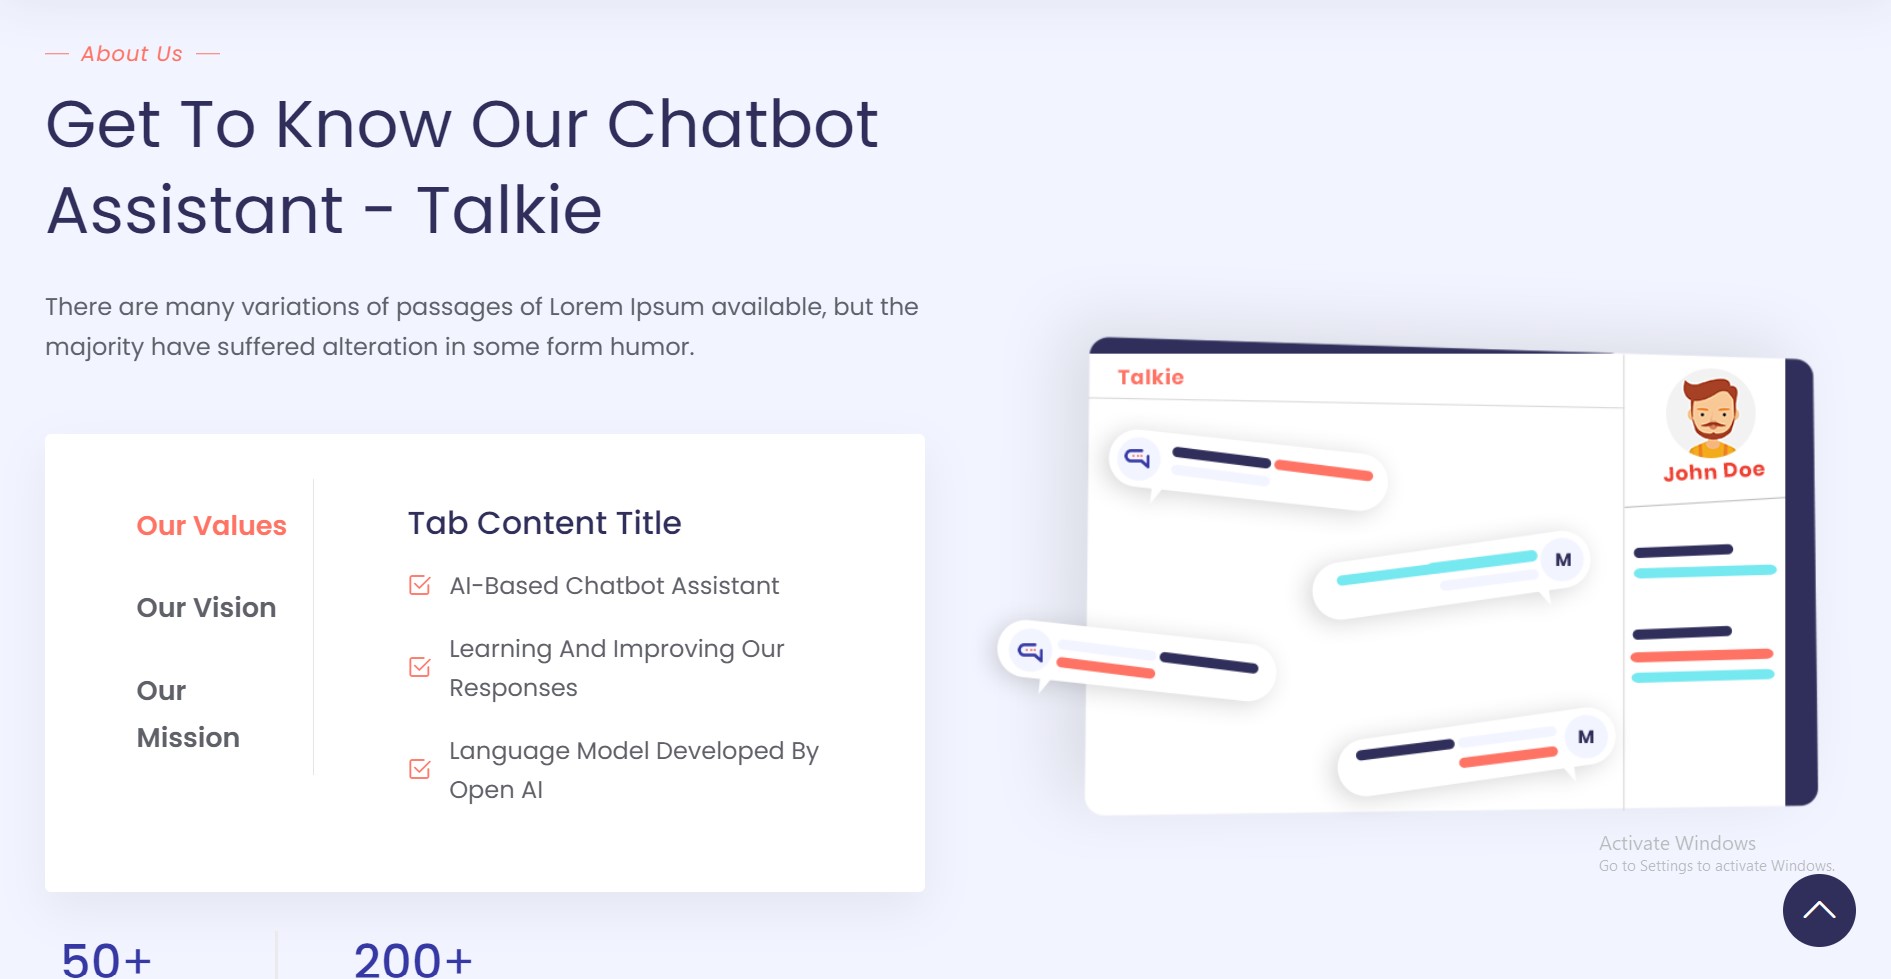 About Us
Get To Know Our Chatbot
Assistant - Talkie
There are many variations of passages of Lorem Ipsum available, but the
majority have suffered alteration in some form humor.
Our Values
Our Vision
Our
Mission
Tab Content Title
AI-Based Chatbot Assistant
Learning And Improving Our
Responses
Language Model Developed By
Open AI
50+
200+
Talkie
John Doe
M
M
Activate Windows
Go to Settings to activate Windows.